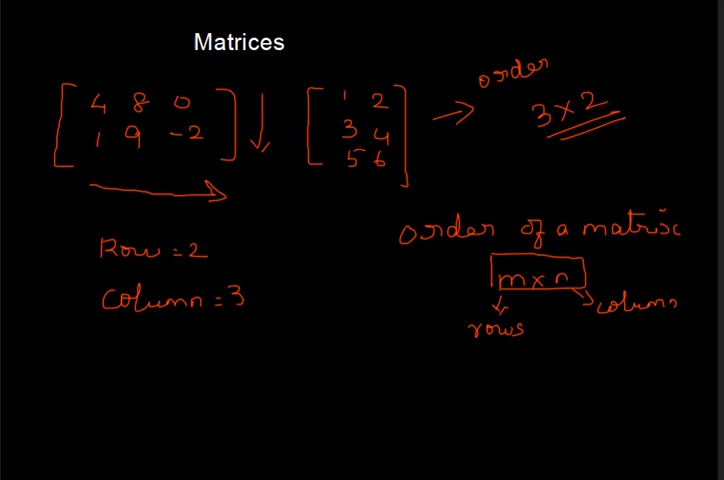 Matrices
4 8 0
1 9 -2
1 2
3 4
5 6
order
3 x 2
Row = 2
Column = 3
order of a matrix
m x n
rows
column